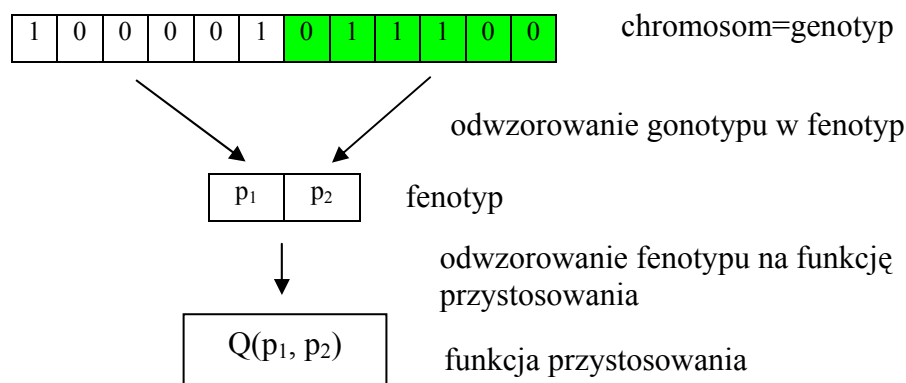 1 0 0 0 0 1 0 1 1 1 0 0 chromosom=genotyp
odwzorowanie gonotypu w fenotyp
p₁ p₂ fenotyp
odwzorowanie fenotypu na funkcję
przystosowania
Q(p₁, p₂)
funkcja przystosowania